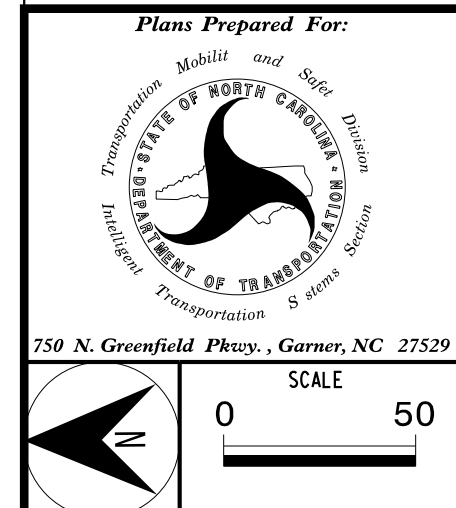 Plans Prepared For:
Transportation Mobilit and Safet Division
STATE OF NORTH CAROLINA
DEPARTMENT OF TRANSPORTATION
Intelligent Transportation S stems Section
750 N. Greenfield Pkwy. , Garner, NC 27529
N
SCALE
0 50